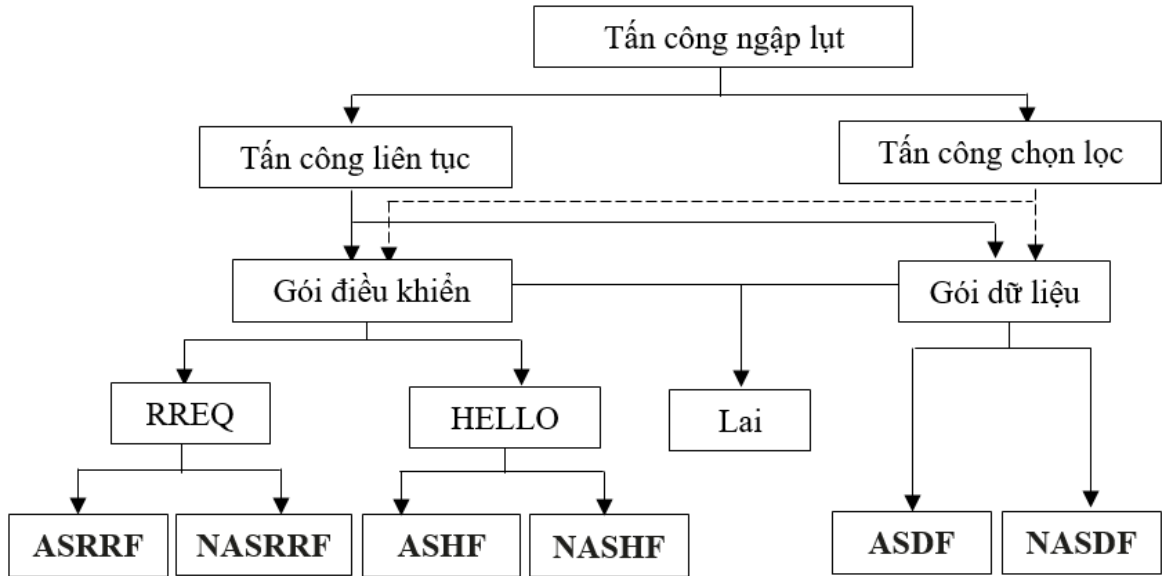 Tấn công ngập lụt
Tấn công liên tục
Tấn công chọn lọc
Gói điều khiển
Gói dữ liệu
RREQ
HELLO
Lai
ASRRF
NASRRF
ASHF
NASHF
ASDF
NASDF